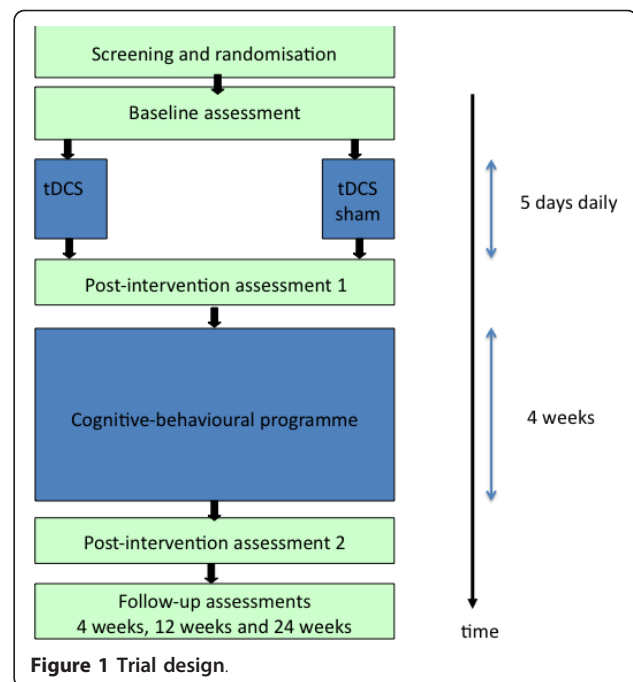 Screening and randomisation
Baseline assessment
tDCS
tDCS
sham
5 days daily
Post-intervention assessment 1
Cognitive-behavioural programme
4 weeks
Post-intervention assessment 2
Follow-up assessments
4 weeks, 12 weeks and 24 weeks
time
Figure 1 Trial design.